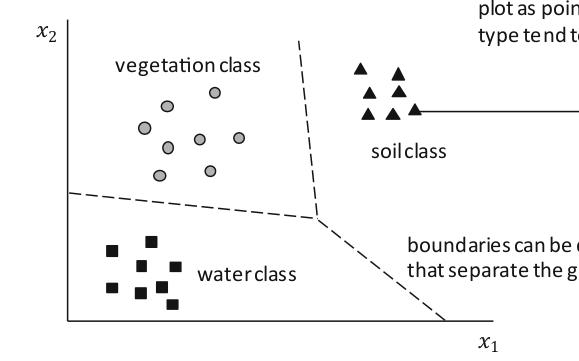 plot as poin
type tend to
x₂
vegetation class
soil class
boundaries can be
that separate the g
water class
x₁